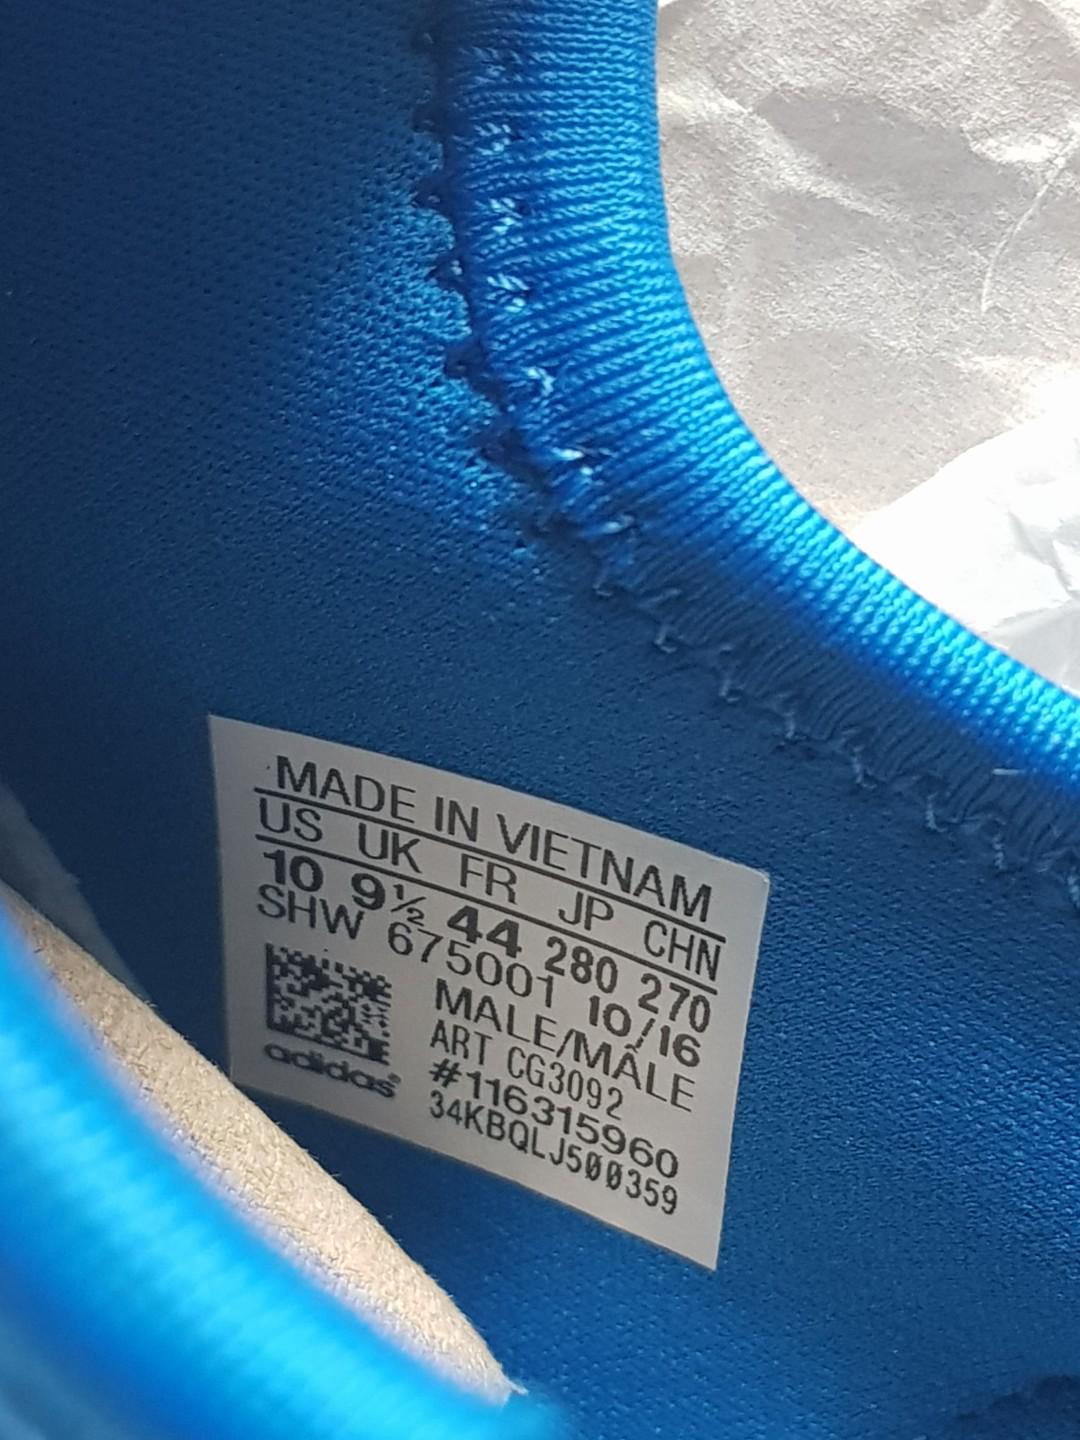 MADE IN VIETNAM
US UK FR JP CHN
10 9½ 44 280 270
SHW 675001 10/16
MALE/MÂLE
ART CG3092
#116315960
34KBQLJ500359
adidas®